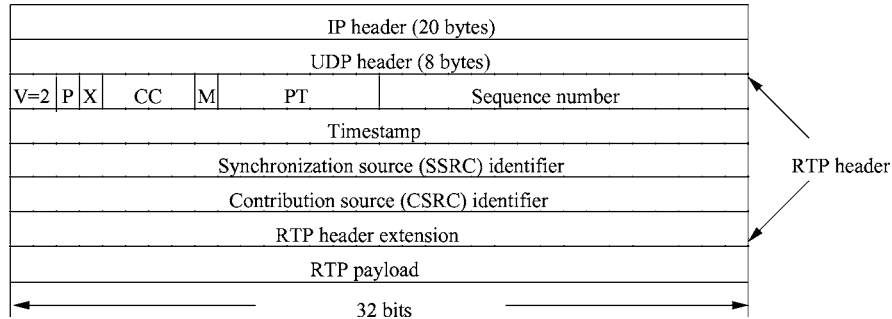 IP header (20 bytes)
UDP header (8 bytes)
V=2 P X CC M PT Sequence number
Timestamp
Synchronization source (SSRC) identifier
RTP header
Contribution source (CSRC) identifier
RTP header extension
RTP payload
32 bits